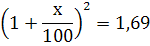 (1 + x/100)² = 1,69